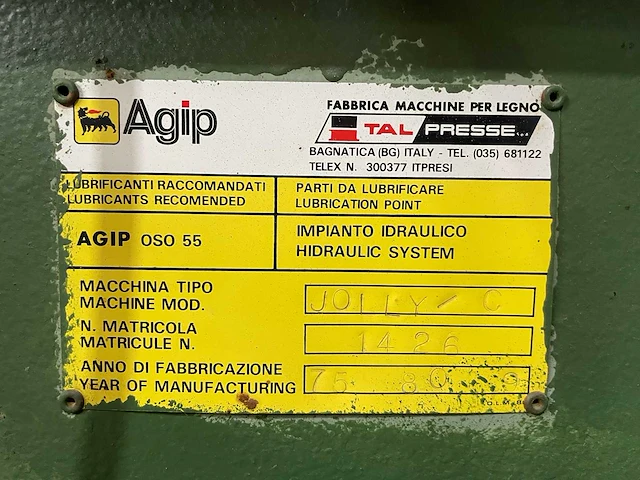 Agip
FABBRICA MACCHINE PER LEGNO
TAL PRESSE...
BAGNATICA (BG) ITALY - TEL. (035) 681122
TELEX N. 300377 ITPRESI
LUBRIFICANTI RACCOMANDATI
LUBRICANTS RECOMENDED
PARTI DA LUBRIFICARE
LUBRICATION POINT
AGIP OSO 55
IMPIANTO IDRAULICO
HIDRAULIC SYSTEM
MACCHINA TIPO
MACHINE MOD.
JOLLY/C
N. MATRICOLA
MATRICULE N.
1426
ANNO DI FABBRICAZIONE
YEAR OF MANUFACTURING